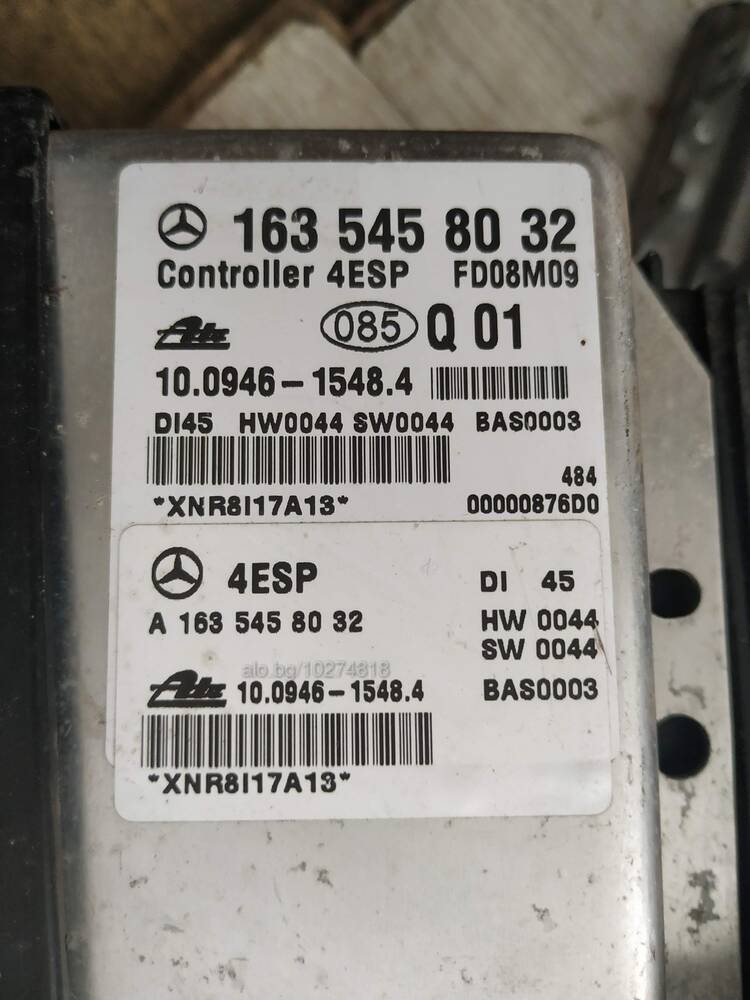 163 545 80 32
Controller 4ESP FD08M09
Ate 085 Q 01
10.0946-1548.4
DI45 HW0044 SW0044 BAS0003
484
*XNR8I17A13* 00000876D0
4ESP DI 45
A 163 545 80 32 HW 0044
SW 0044
alo.bg/10274818
Ate 10.0946-1548.4 BAS0003
*XNR8I17A13*